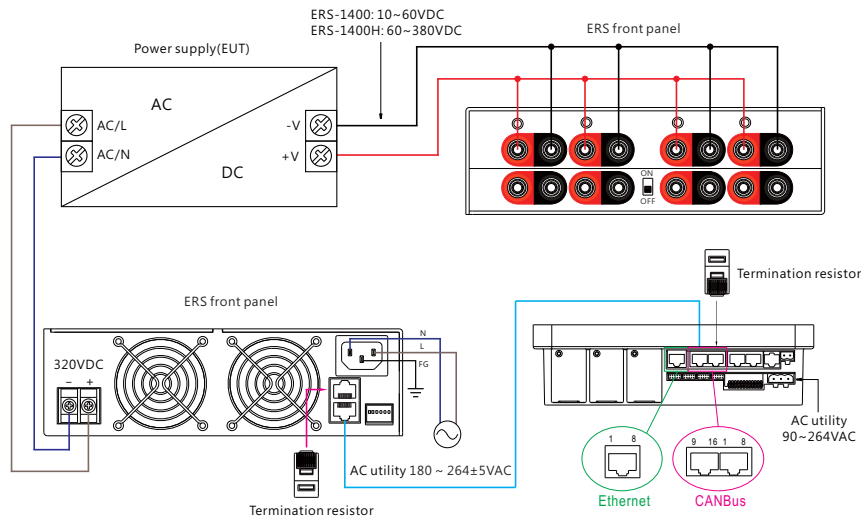 ERS-1400: 10~60VDC
ERS-1400H: 60~380VDC
Power supply(EUT)
ERS front panel
AC
AC/L
-V
AC/N
+V
DC
ON
OFF
Termination resistor
ERS front panel
N
L
FG
320VDC
− +
AC utility
90~264VAC
1 8
9 16 1 8
AC utility 180 ~ 264±5VAC
Ethernet
CANBus
Termination resistor